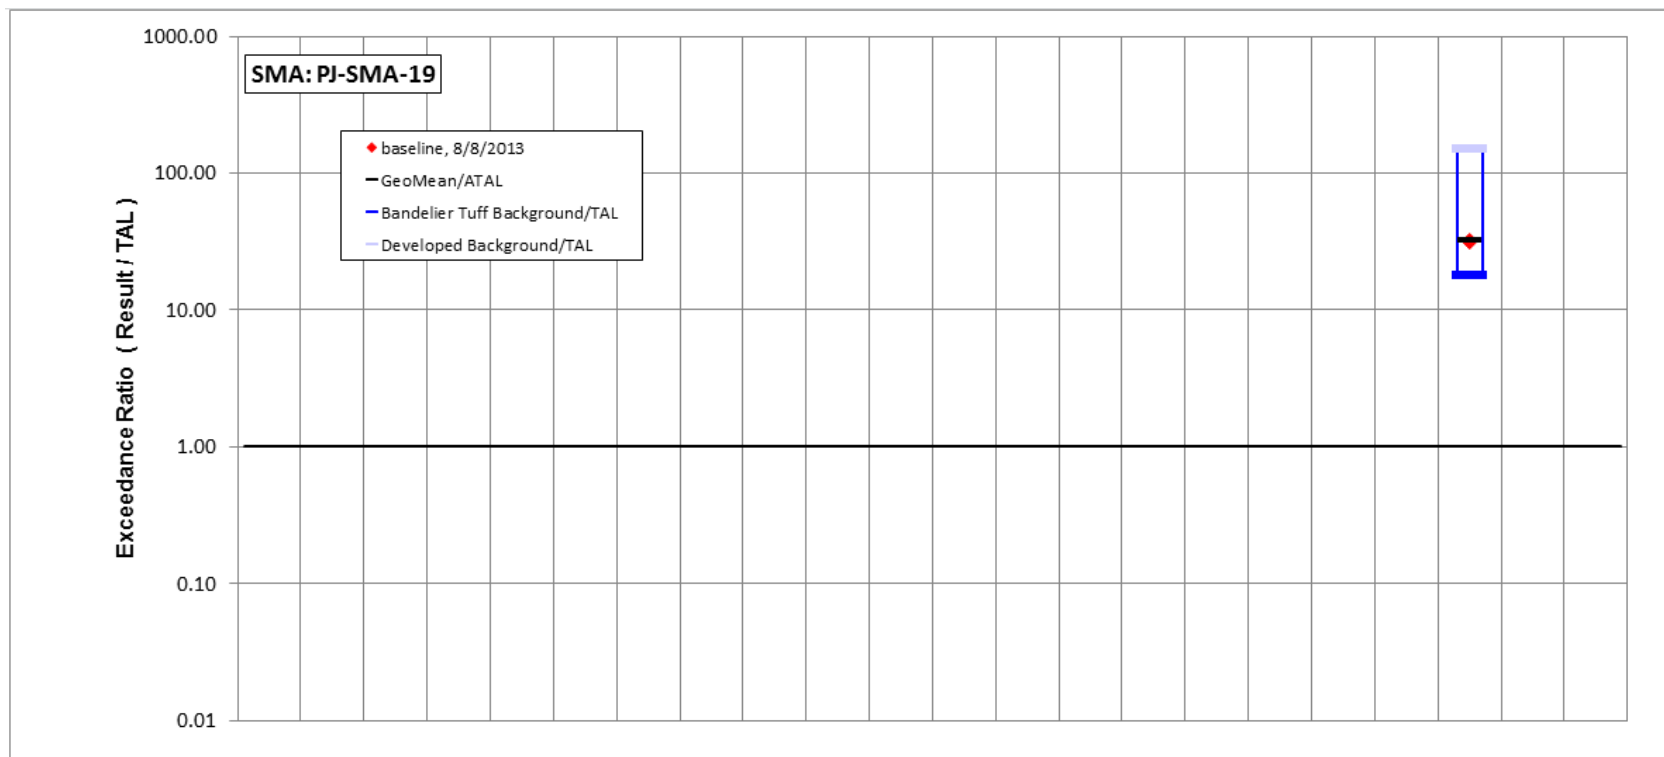 1000.00
SMA: PJ-SMA-19
baseline, 8/8/2013
100.00
GeoMean/ATAL
Bandelier Tuff Background/TAL
Developed Background/TAL
10.00
1.00
0.10
0.01
Exceedance Ratio ( Result / TAL )